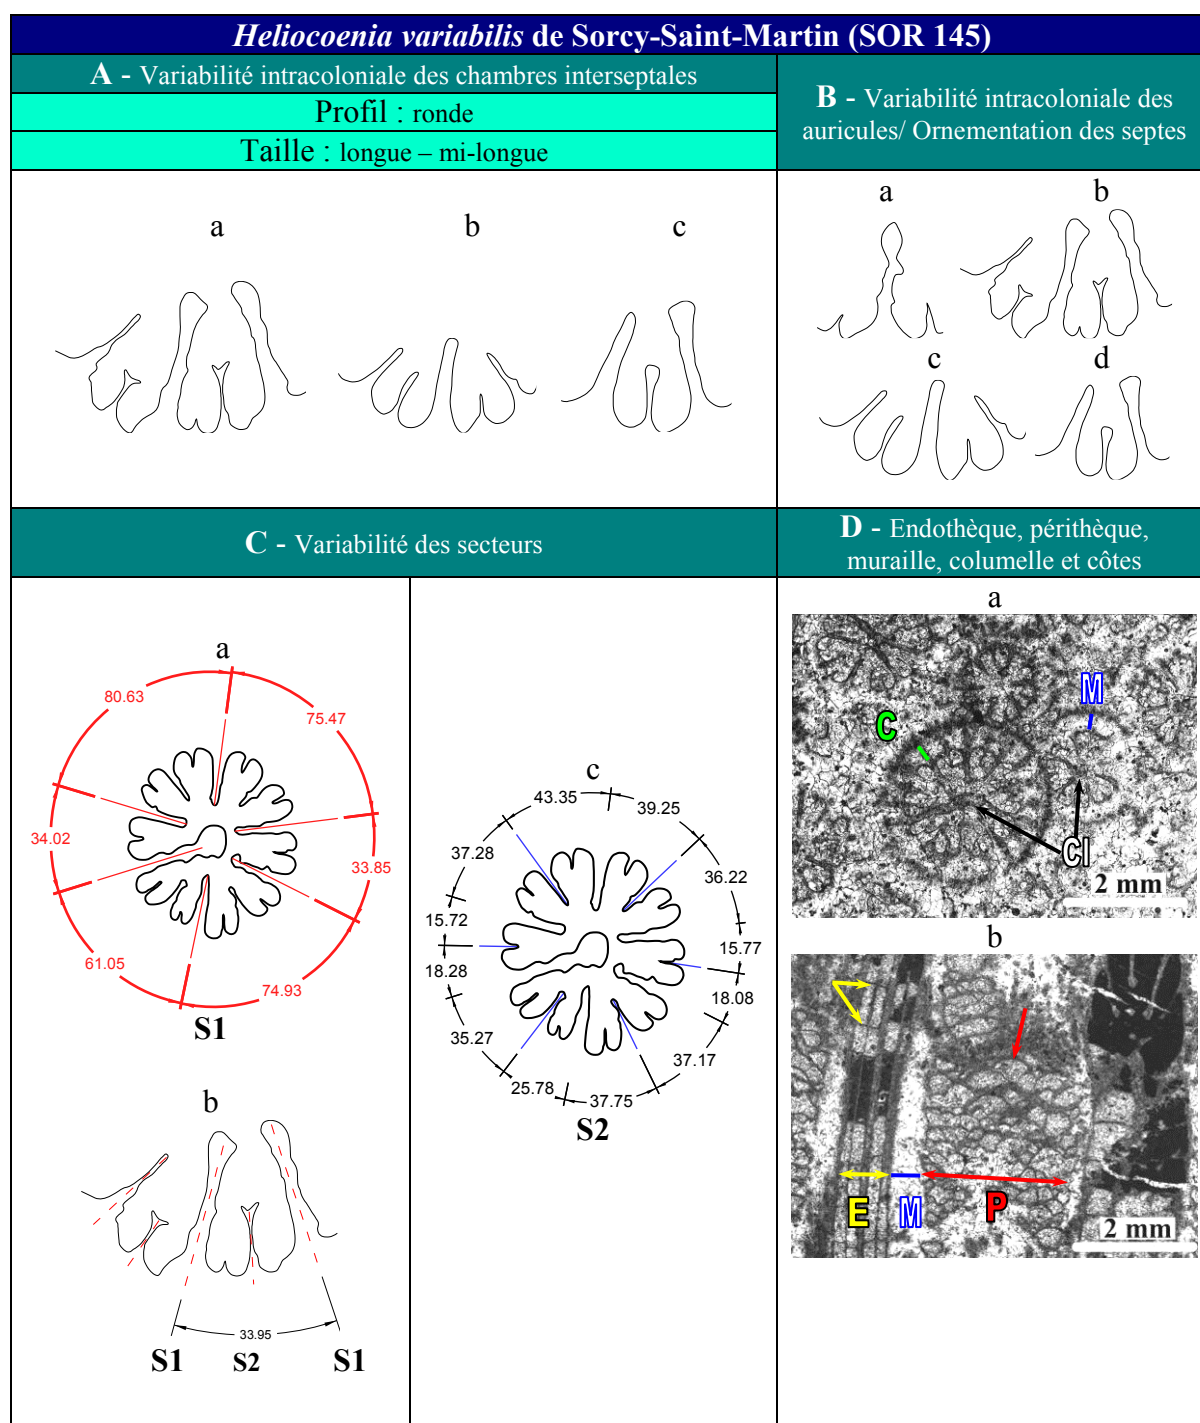 Heliocoenia variabilis de Sorcy-Saint-Martin (SOR 145)
A - Variabilité intracoloniale des chambres interseptales
Profil : ronde
Taille : longue – mi-longue
B - Variabilité intracoloniale des
auricules/ Ornementation des septes
a
b
c
a
b
c
d
C - Variabilité des secteurs
D - Endothèque, périthèque,
muraille, columelle et côtes
a
80.63
75.47
34.02
33.85
61.05
74.93
S1
b
33.95
S1
S2
S1
c
43.35
39.25
37.28
36.22
15.72
15.77
18.28
18.08
35.27
37.17
25.78
37.75
S2
a
M
C
Cl
2 mm
b
E
M
P
2 mm